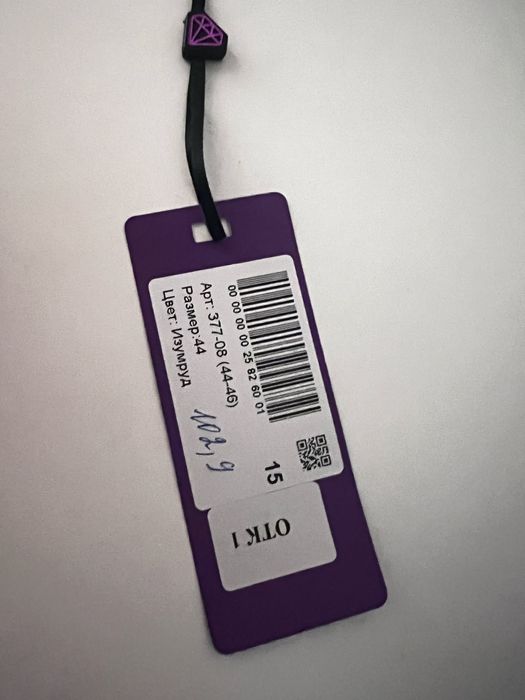 00 00 00 00 25 82 60 01
Арт: 377-08 (44-46)
Размер:44
Цвет: Изумруд
102,9
15
ОТК 1